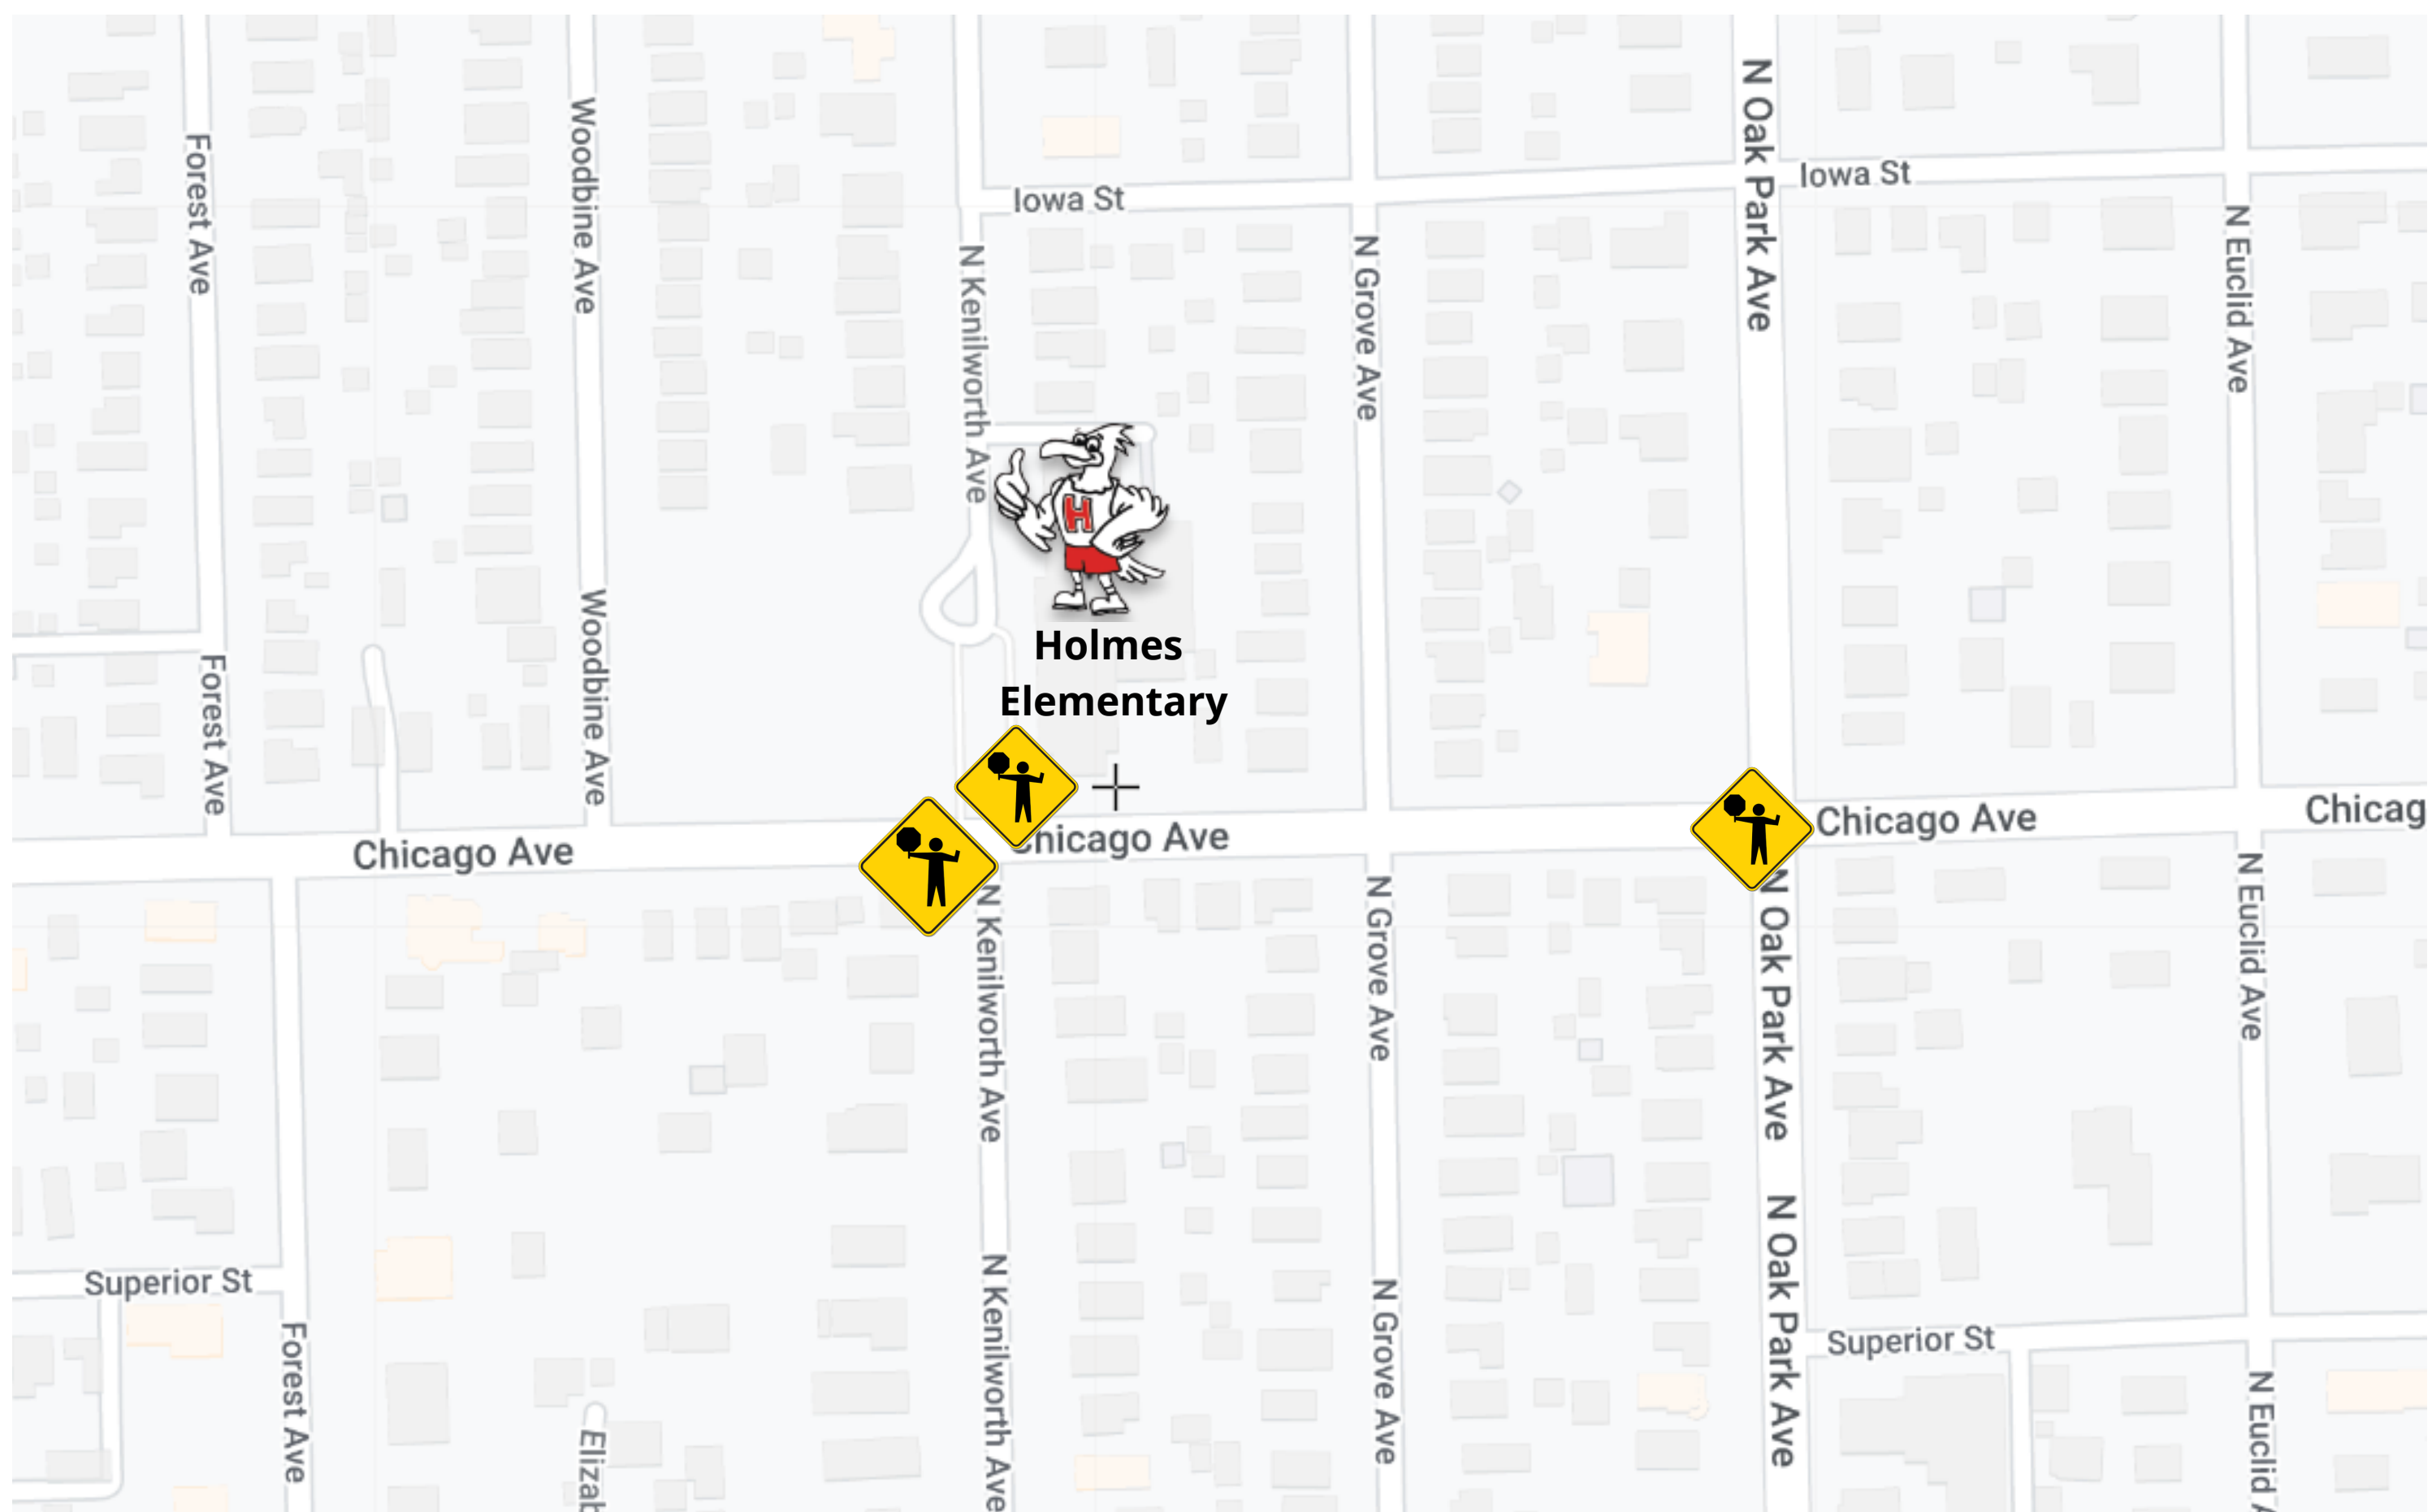 N Oak Park Ave
Woodbine Ave
Forest Ave
Iowa St
Iowa St
N Euclid Ave
N Grove Ave
N Kenilworth Ave
H
Woodbine Ave
Holmes
Elementary
Forest Ave
Chicago Ave
Chicago Ave
Chicago Ave
Chicag
N Oak Park Ave
N Kenilworth Ave
N Grove Ave
N Euclid Ave
N Oak Park Ave
Superior St
N Kenilworth Ave
N Grove Ave
Superior St
Forest Ave
N Euclid A
Elizab